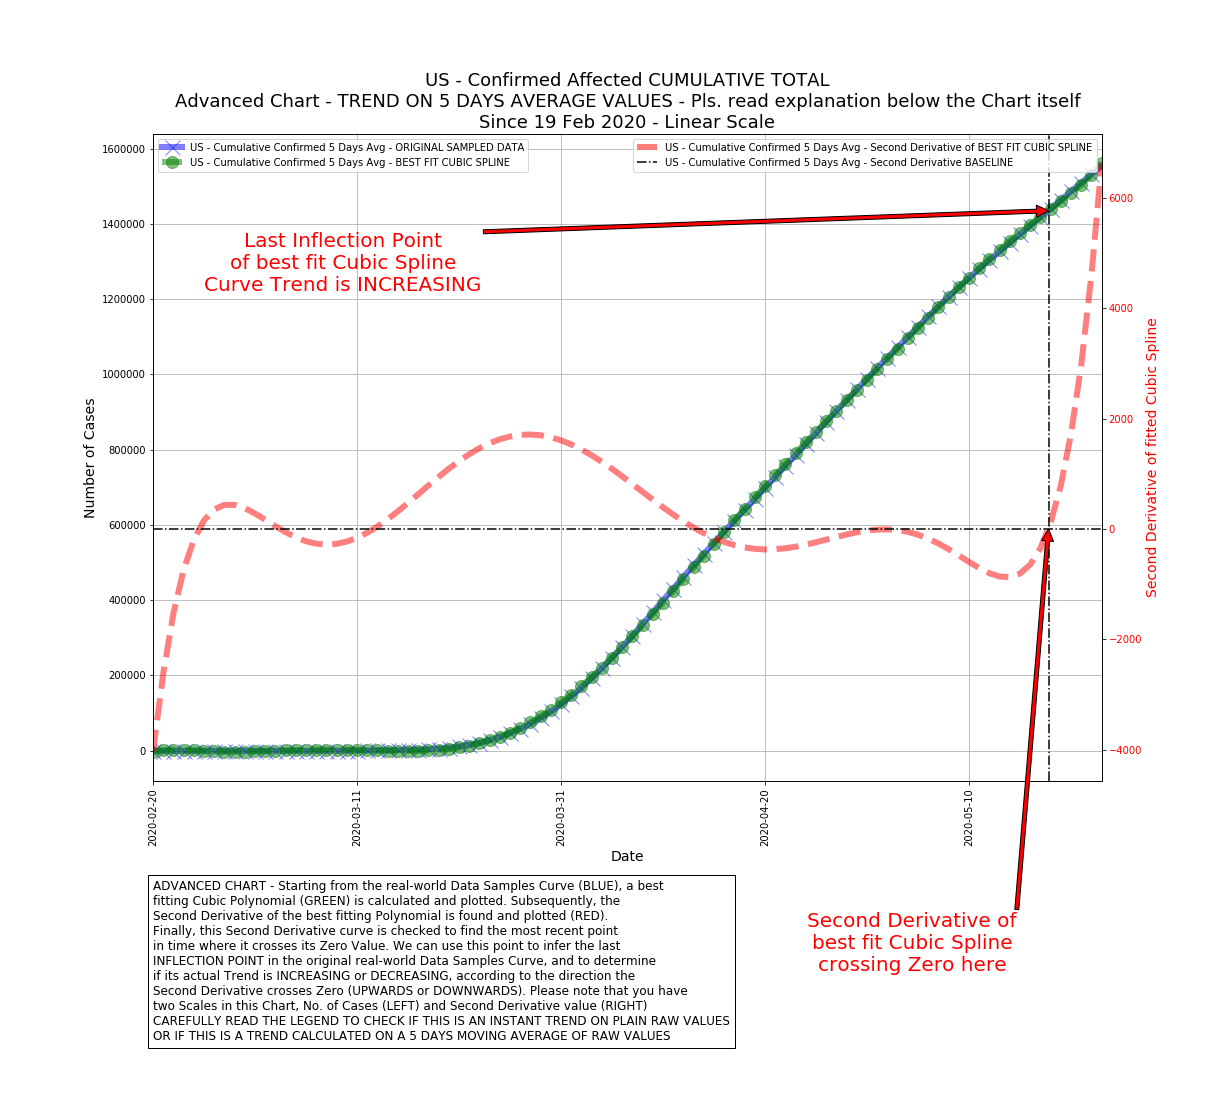 US - Confirmed Affected CUMULATIVE TOTAL
Advanced Chart - TREND ON 5 DAYS AVERAGE VALUES - Pls. read explanation below the Chart itself
Since 19 Feb 2020 - Linear Scale
US - Cumulative Confirmed 5 Days Avg - ORIGINAL SAMPLED DATA
US - Cumulative Confirmed 5 Days Avg - BEST FIT CUBIC SPLINE
US - Cumulative Confirmed 5 Days Avg - Second Derivative of BEST FIT CUBIC SPLINE
US - Cumulative Confirmed 5 Days Avg - Second Derivative BASELINE
Last Inflection Point
of best fit Cubic Spline
Curve Trend is INCREASING
Number of Cases
1600000
1400000
1200000
1000000
800000
600000
400000
200000
0
6000
4000
2000
0
−2000
−4000
Second Derivative of fitted Cubic Spline
2020-02-20
2020-03-11
2020-03-31
2020-04-20
2020-05-10
Date
Second Derivative of
best fit Cubic Spline
crossing Zero here
ADVANCED CHART - Starting from the real-world Data Samples Curve (BLUE), a best
fitting Cubic Polynomial (GREEN) is calculated and plotted. Subsequently, the
Second Derivative of the best fitting Polynomial is found and plotted (RED).
Finally, this Second Derivative curve is checked to find the most recent point
in time where it crosses its Zero Value. We can use this point to infer the last
INFLECTION POINT in the original real-world Data Samples Curve, and to determine
if its actual Trend is INCREASING or DECREASING, according to the direction the
Second Derivative crosses Zero (UPWARDS or DOWNWARDS). Please note that you have
two Scales in this Chart, No. of Cases (LEFT) and Second Derivative value (RIGHT)
CAREFULLY READ THE LEGEND TO CHECK IF THIS IS AN INSTANT TREND ON PLAIN RAW VALUES
OR IF THIS IS A TREND CALCULATED ON A 5 DAYS MOVING AVERAGE OF RAW VALUES